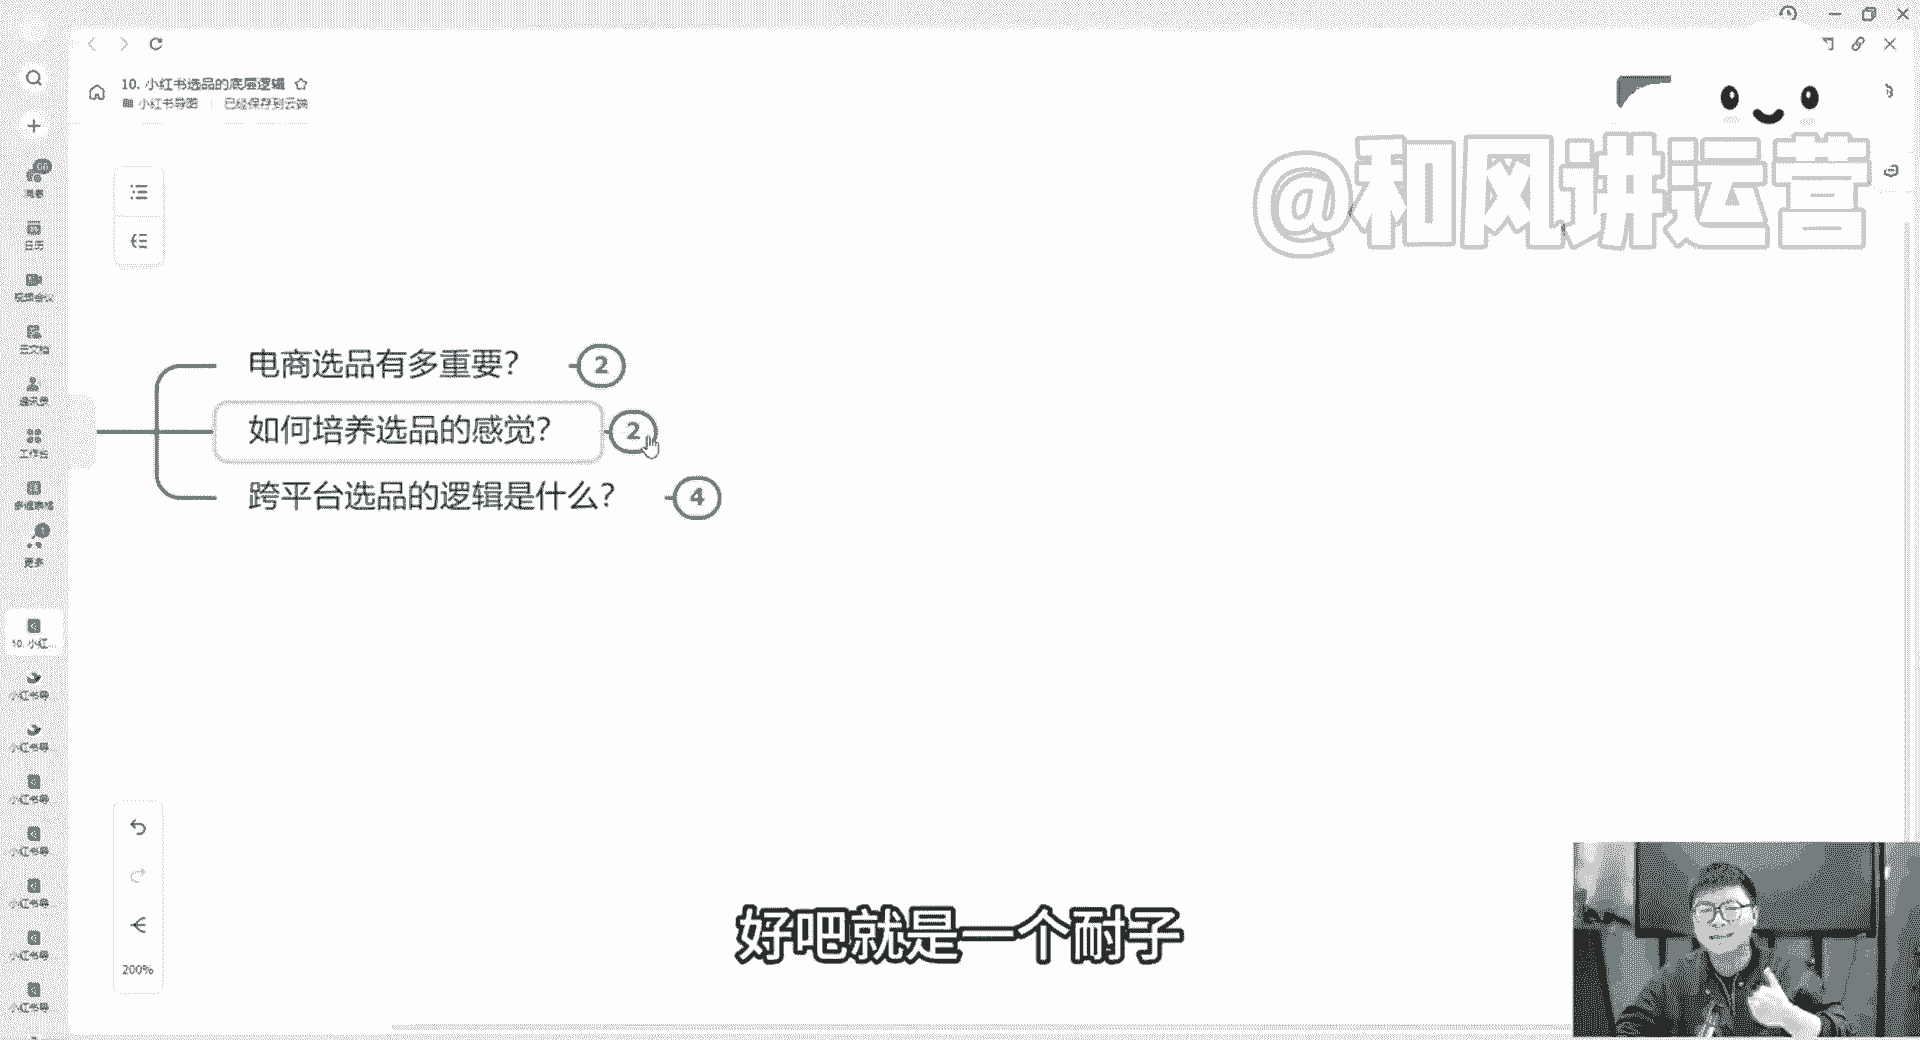 10. 小红书选品的底层逻辑
小红书导图
已经保存到云端
@和风讲运营
电商选品有多重要？
2
如何培养选品的感觉？
2
跨平台选品的逻辑是什么？
4
消息
日历
视频会议
云文档
通讯录
工作台
多维表格
更多
10. 小红...
小红书导...
小红书导...
小红书导...
小红书导...
小红书导...
小红书导...
小红书导...
200%
好吧就是一个耐子